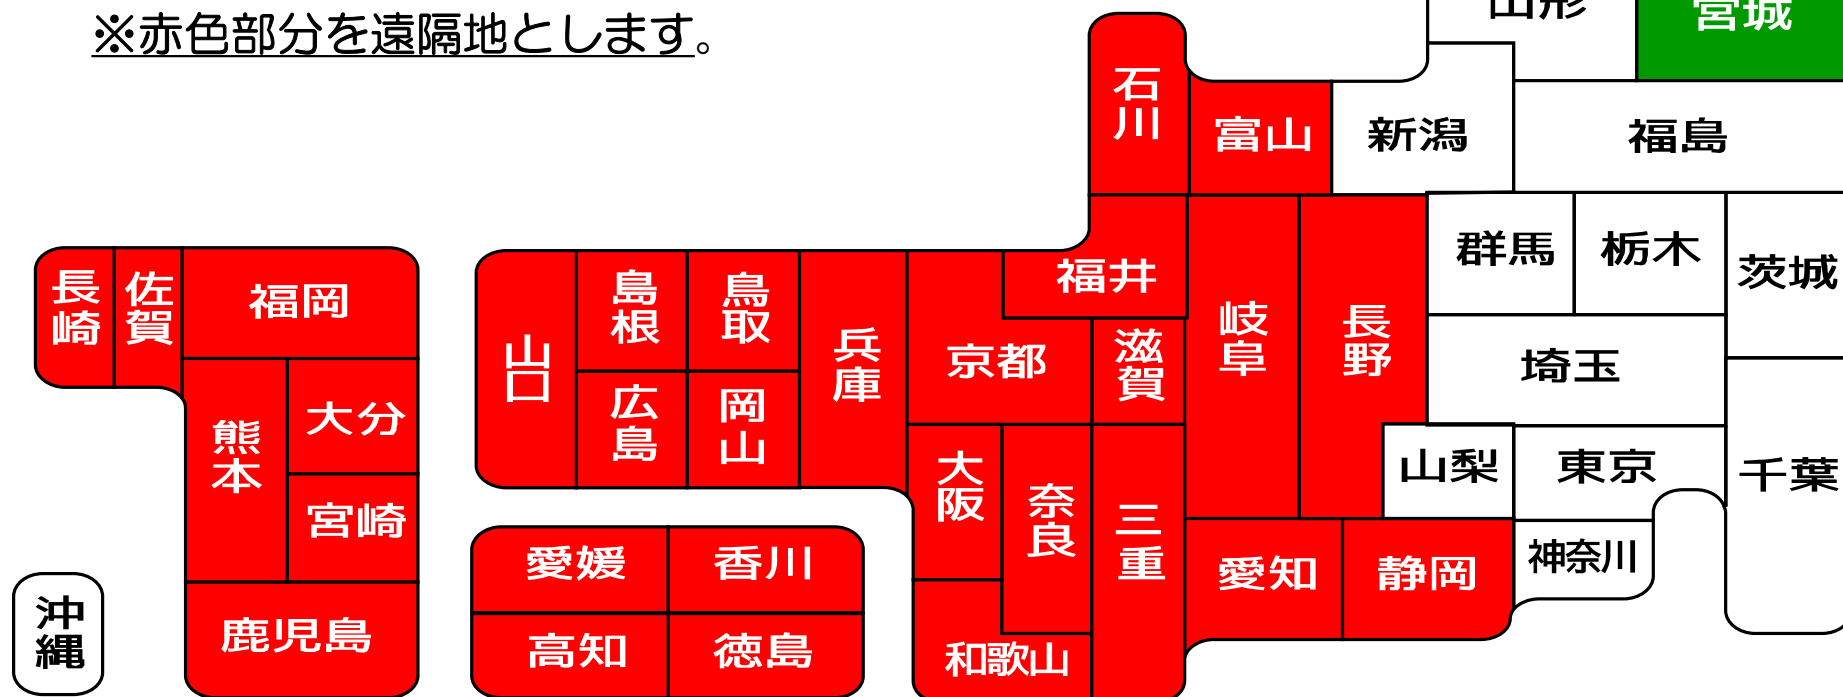 ※赤色部分を遠隔地とします。
山形
宮城
石川
富山
新潟
福島
群馬
栃木
茨城
長崎
佐賀
福岡
山口
島根
鳥取
兵庫
京都
福井
滋賀
岐阜
長野
埼玉
熊本
大分
広島
岡山
大阪
奈良
三重
山梨
東京
千葉
宮崎
愛媛
香川
愛知
静岡
神奈川
沖縄
鹿児島
高知
徳島
和歌山